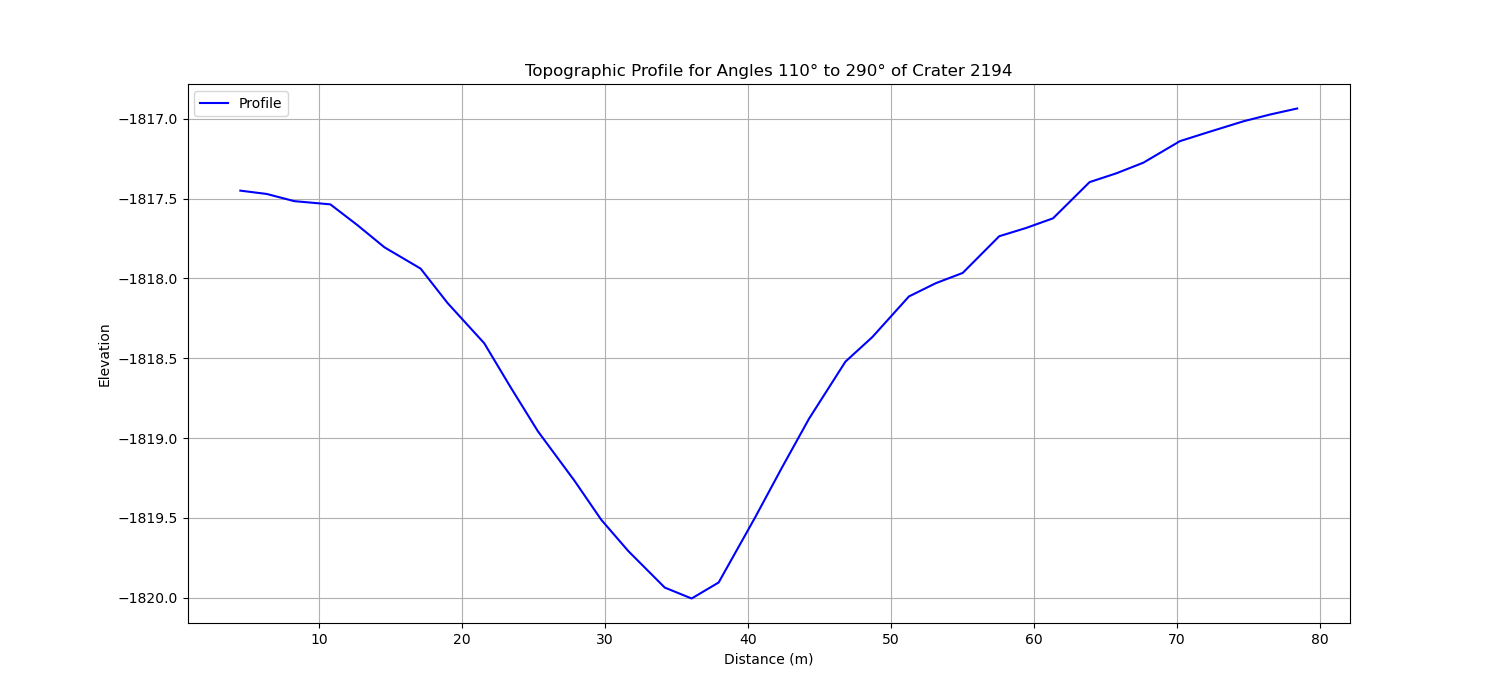 Topographic Profile for Angles 110° to 290° of Crater 2194
Profile
−1817.0
−1817.5
−1818.0
−1818.5
−1819.0
−1819.5
−1820.0
Elevation
10 20 30 40 50 60 70 80
Distance (m)